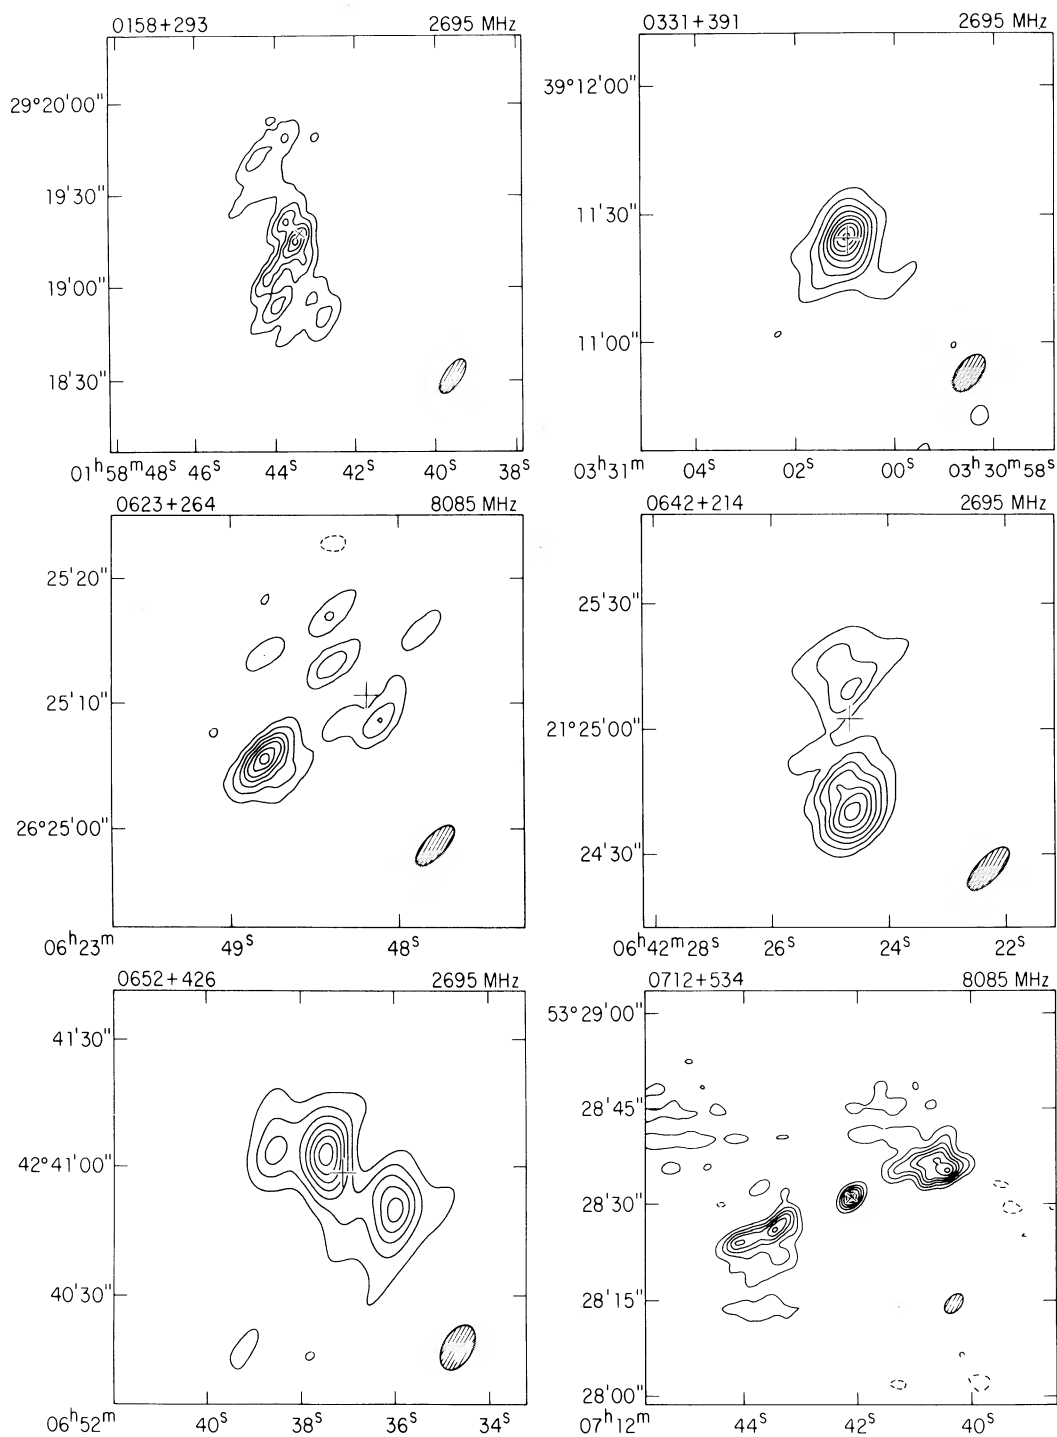 0158+293 2695 MHz
29°20'00"
19'30"
19'00"
18'30"
01ʰ58ᵐ48ˢ 46ˢ 44ˢ 42ˢ 40ˢ 38ˢ
0331+391 2695 MHz
39°12'00"
11'30"
11'00"
03ʰ31ᵐ 04ˢ 02ˢ 00ˢ 03ʰ30ᵐ58ˢ
0623+264 8085 MHz
25'20"
25'10"
26°25'00"
06ʰ23ᵐ 49ˢ 48ˢ
0642+214 2695 MHz
25'30"
21°25'00"
24'30"
06ʰ42ᵐ28ˢ 26ˢ 24ˢ 22ˢ
0652+426 2695 MHz
41'30"
42°41'00"
40'30"
06ʰ52ᵐ 40ˢ 38ˢ 36ˢ 34ˢ
0712+534 8085 MHz
53°29'00"
28'45"
28'30"
28'15"
28'00"
07ʰ12ᵐ 44ˢ 42ˢ 40ˢ